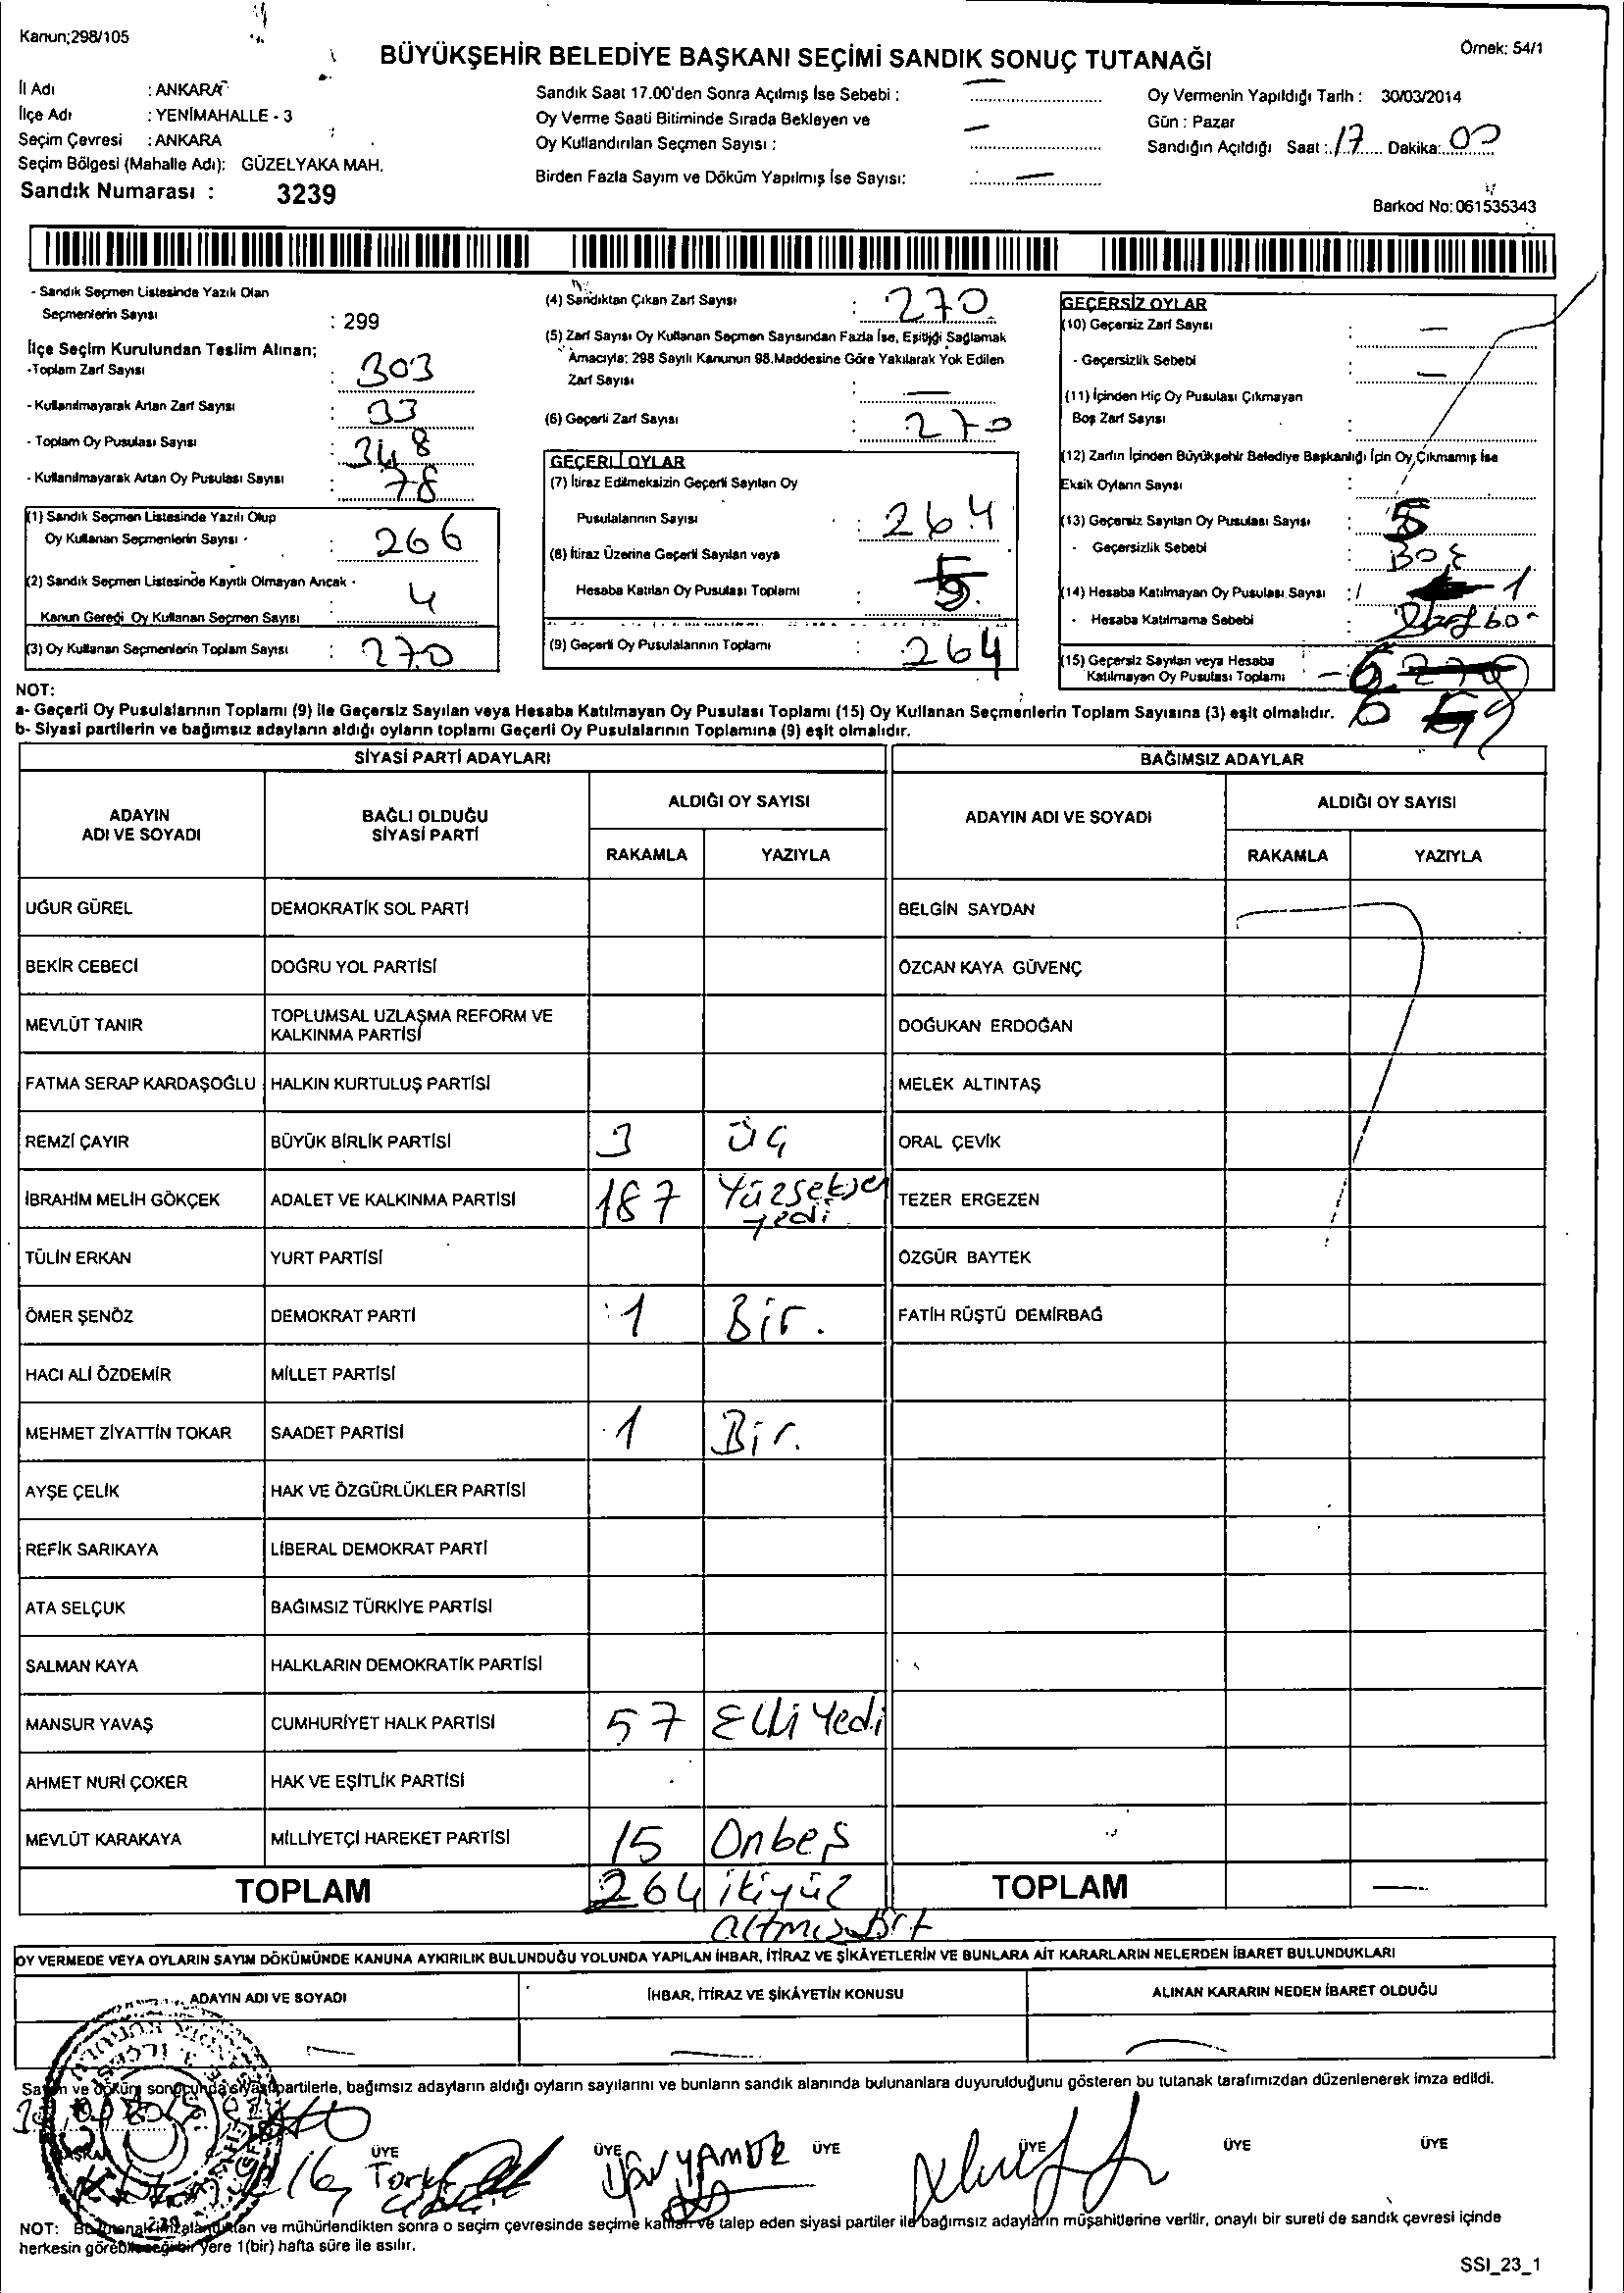 Kanun;298/105
BÜYÜKŞEHİR BELEDİYE BAŞKANI SEÇİMİ SANDIK SONUÇ TUTANAĞI
Örnek: 54/1
İl Adı : ANKARA
İlçe Adı : YENİMAHALLE - 3
Seçim Çevresi : ANKARA
Seçim Bölgesi (Mahalle Adı): GÜZELYAKA MAH.
Sandık Numarası : 3239
Sandık Saat 17.00'den Sonra Açılmış İse Sebebi : —
Oy Verme Saati Bitiminde Sırada Bekleyen ve
Oy Kullandırılan Seçmen Sayısı : —
Birden Fazla Sayım ve Döküm Yapılmış İse Sayısı: —
Oy Vermenin Yapıldığı Tarih : 30/03/2014
Gün : Pazar
Sandığın Açıldığı Saat : 17 Dakika: 00
Barkod No: 061535343
- Sandık Seçmen Listesinde Yazılı Olan
Seçmenlerin Sayısı : 299
İlçe Seçim Kurulundan Teslim Alınan;
-Toplam Zarf Sayısı : 303
- Kullanılmayarak Artan Zarf Sayısı : 33
- Toplam Oy Pusulası Sayısı : 348
- Kullanılmayarak Artan Oy Pusulası Sayısı : 78
(1) Sandık Seçmen Listesinde Yazılı Olup
Oy Kullanan Seçmenlerin Sayısı : 266
(2) Sandık Seçmen Listesinde Kayıtlı Olmayan Ancak
Kanun Gereği Oy Kullanan Seçmen Sayısı : 4
(3) Oy Kullanan Seçmenlerin Toplam Sayısı : 270
(4) Sandıktan Çıkan Zarf Sayısı : 270
(5) Zarf Sayısı Oy Kullanan Seçmen Sayısından Fazla İse, Eşitliği Sağlamak
Amacıyla; 298 Sayılı Kanunun 98.Maddesine Göre Yakılarak Yok Edilen
Zarf Sayısı : —
(6) Geçerli Zarf Sayısı : 270
GEÇERLİ OYLAR
(7) İtiraz Edilmeksizin Geçerli Sayılan Oy
Pusulalarının Sayısı : 264
(8) İtiraz Üzerine Geçerli Sayılan veya
Hesaba Katılan Oy Pusulası Toplamı :
(9) Geçerli Oy Pusulalarının Toplamı : 264
GEÇERSİZ OYLAR
(10) Geçersiz Zarf Sayısı : —
- Geçersizlik Sebebi : —
(11) İçinden Hiç Oy Pusulası Çıkmayan
Boş Zarf Sayısı :
(12) Zarfın İçinden Büyükşehir Belediye Başkanlığı İçin Oy Çıkmamış İse
Eksik Oyların Sayısı :
(13) Geçersiz Sayılan Oy Pusulası Sayısı : 5
- Geçersizlik Sebebi : Boş
(14) Hesaba Katılmayan Oy Pusulası Sayısı : 1
- Hesaba Katılmama Sebebi :
(15) Geçersiz Sayılan veya Hesaba
Katılmayan Oy Pusulası Toplamı : 6
6
NOT:
a- Geçerli Oy Pusulalarının Toplamı (9) ile Geçersiz Sayılan veya Hesaba Katılmayan Oy Pusulası Toplamı (15) Oy Kullanan Seçmenlerin Toplam Sayısına (3) eşit olmalıdır.
b- Siyasi partilerin ve bağımsız adayların aldığı oyların toplamı Geçerli Oy Pusulalarının Toplamına (9) eşit olmalıdır.
SİYASİ PARTİ ADAYLARI
ADAYIN ADI VE SOYADI BAĞLI OLDUĞU SİYASİ PARTİ ALDIĞI OY SAYISI
RAKAMLA YAZIYLA
UĞUR GÜREL DEMOKRATİK SOL PARTİ
BEKİR CEBECİ DOĞRU YOL PARTİSİ
MEVLÜT TANIR TOPLUMSAL UZLAŞMA REFORM VE
KALKINMA PARTİSİ
FATMA SERAP KARDAŞOĞLU HALKIN KURTULUŞ PARTİSİ
REMZİ ÇAYIR BÜYÜK BİRLİK PARTİSİ 3 Üç
İBRAHİM MELİH GÖKÇEK ADALET VE KALKINMA PARTİSİ 187 Yüzseksen
yedi
TÜLİN ERKAN YURT PARTİSİ
ÖMER ŞENÖZ DEMOKRAT PARTİ 1 Bir.
HACI ALİ ÖZDEMİR MİLLET PARTİSİ
MEHMET ZİYATTİN TOKAR SAADET PARTİSİ 1 Bir.
AYŞE ÇELİK HAK VE ÖZGÜRLÜKLER PARTİSİ
REFİK SARIKAYA LİBERAL DEMOKRAT PARTİ
ATA SELÇUK BAĞIMSIZ TÜRKİYE PARTİSİ
SALMAN KAYA HALKLARIN DEMOKRATİK PARTİSİ
MANSUR YAVAŞ CUMHURİYET HALK PARTİSİ 57 Elli Yedi
AHMET NURİ ÇOKER HAK VE EŞİTLİK PARTİSİ
MEVLÜT KARAKAYA MİLLİYETÇİ HAREKET PARTİSİ 15 Onbeş
TOPLAM 264 ikiyüz
altmış Dört
BAĞIMSIZ ADAYLAR
ADAYIN ADI VE SOYADI ALDIĞI OY SAYISI
RAKAMLA YAZIYLA
BELGİN SAYDAN
ÖZCAN KAYA GÜVENÇ
DOĞUKAN ERDOĞAN
MELEK ALTINTAŞ
ORAL ÇEVİK
TEZER ERGEZEN
ÖZGÜR BAYTEK
FATİH RÜŞTÜ DEMİRBAĞ
TOPLAM —
OY VERMEDE VEYA OYLARIN SAYIM DÖKÜMÜNDE KANUNA AYKIRILIK BULUNDUĞU YOLUNDA YAPILAN İHBAR, İTİRAZ VE ŞİKÂYETLERİN VE BUNLARA AİT KARARLARIN NELERDEN İBARET BULUNDUKLARI
ADAYIN ADI VE SOYADI İHBAR, İTİRAZ VE ŞİKÂYETİN KONUSU ALINAN KARARIN NEDEN İBARET OLDUĞU
— — —
Sayım ve döküm sonucunda siyasi partilerle, bağımsız adayların aldığı oyların sayılarını ve bunların sandık alanında bulunanlara duyurulduğunu gösteren bu tutanak tarafımızdan düzenlenerek imza edildi.
BAŞKAN ÜYE ÜYE ÜYE ÜYE ÜYE ÜYE
NOT: Bu tutanak imzalandıktan ve mühürlendikten sonra o seçim çevresinde seçime katılan ve talep eden siyasi partiler ile bağımsız adayların müşahitlerine verilir, onaylı bir sureti de sandık çevresi içinde
herkesin görebileceği bir yere 1(bir) hafta süre ile asılır.
SSI_23_1